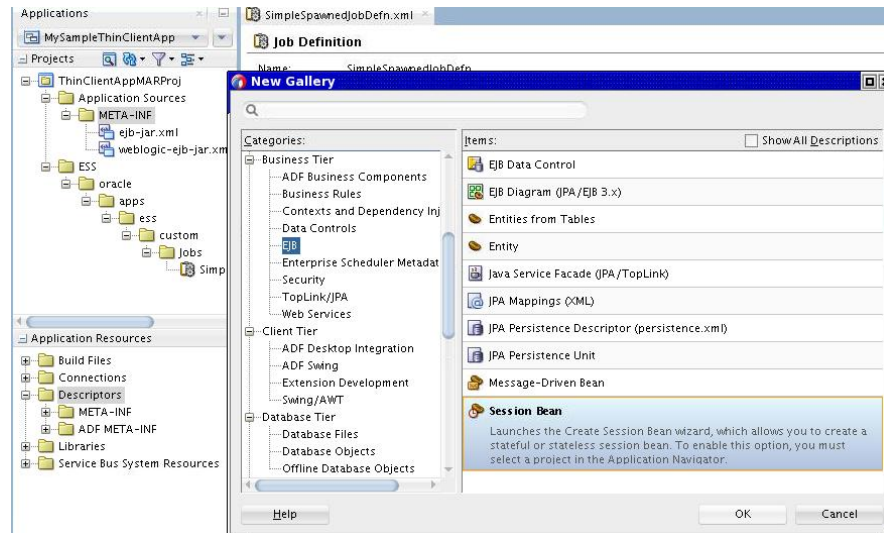 Applications
MySampleThinClientApp
Projects
ThinClientAppMARProj
Application Sources
META-INF
ejb-jar.xml
weblogic-ejb-jar.xm
ESS
oracle
apps
ess
custom
Jobs
Simp
Application Resources
Build Files
Connections
Descriptors
META-INF
ADF META-INF
Libraries
Service Bus System Resources
SimpleSpawnedJobDefn.xml
Job Definition
Name: SimpleSpawnedJobDefn
New Gallery
Categories:
Business Tier
ADF Business Components
Business Rules
Contexts and Dependency Inj
Data Controls
EJB
Enterprise Scheduler Metadat
Security
TopLink/JPA
Web Services
Client Tier
ADF Desktop Integration
ADF Swing
Extension Development
Swing/AWT
Database Tier
Database Files
Database Objects
Offline Database Objects
Items:
Show All Descriptions
EJB Data Control
EJB Diagram (JPA/EJB 3.x)
Entities from Tables
Entity
Java Service Facade (JPA/TopLink)
JPA Mappings (XML)
JPA Persistence Descriptor (persistence.xml)
JPA Persistence Unit
Message-Driven Bean
Session Bean
Launches the Create Session Bean wizard, which allows you to create a
stateful or stateless session bean. To enable this option, you must
select a project in the Application Navigator.
Help
OK
Cancel